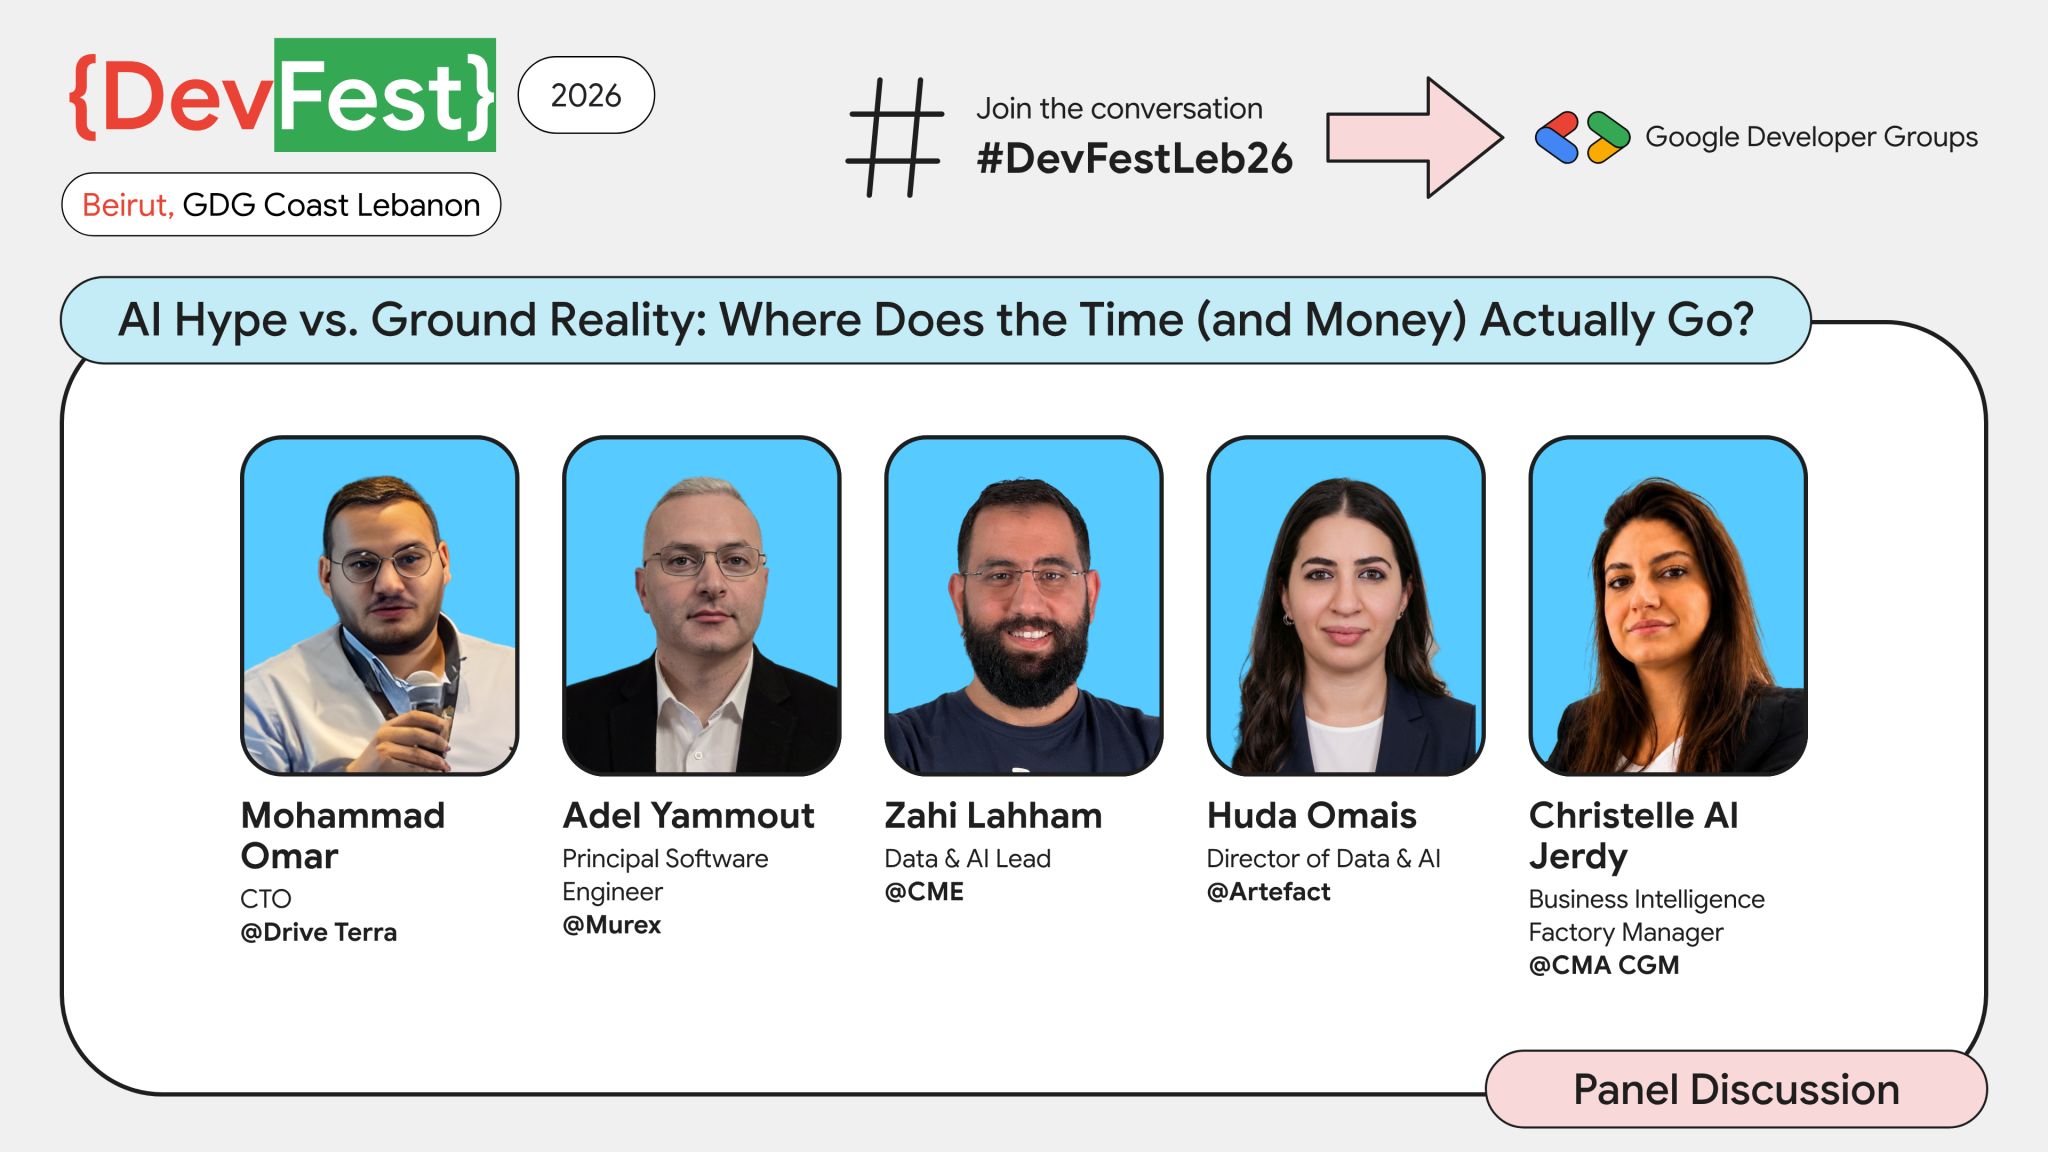 {DevFest}
2026
Beirut, GDG Coast Lebanon
Join the conversation
#DevFestLeb26
Google Developer Groups
AI Hype vs. Ground Reality: Where Does the Time (and Money) Actually Go?
Mohammad
Omar
CTO
@Drive Terra
Adel Yammout
Principal Software
Engineer
@Murex
Zahi Lahham
Data & AI Lead
@CME
Huda Omais
Director of Data & AI
@Artefact
Christelle Al
Jerdy
Business Intelligence
Factory Manager
@CMA CGM
Panel Discussion